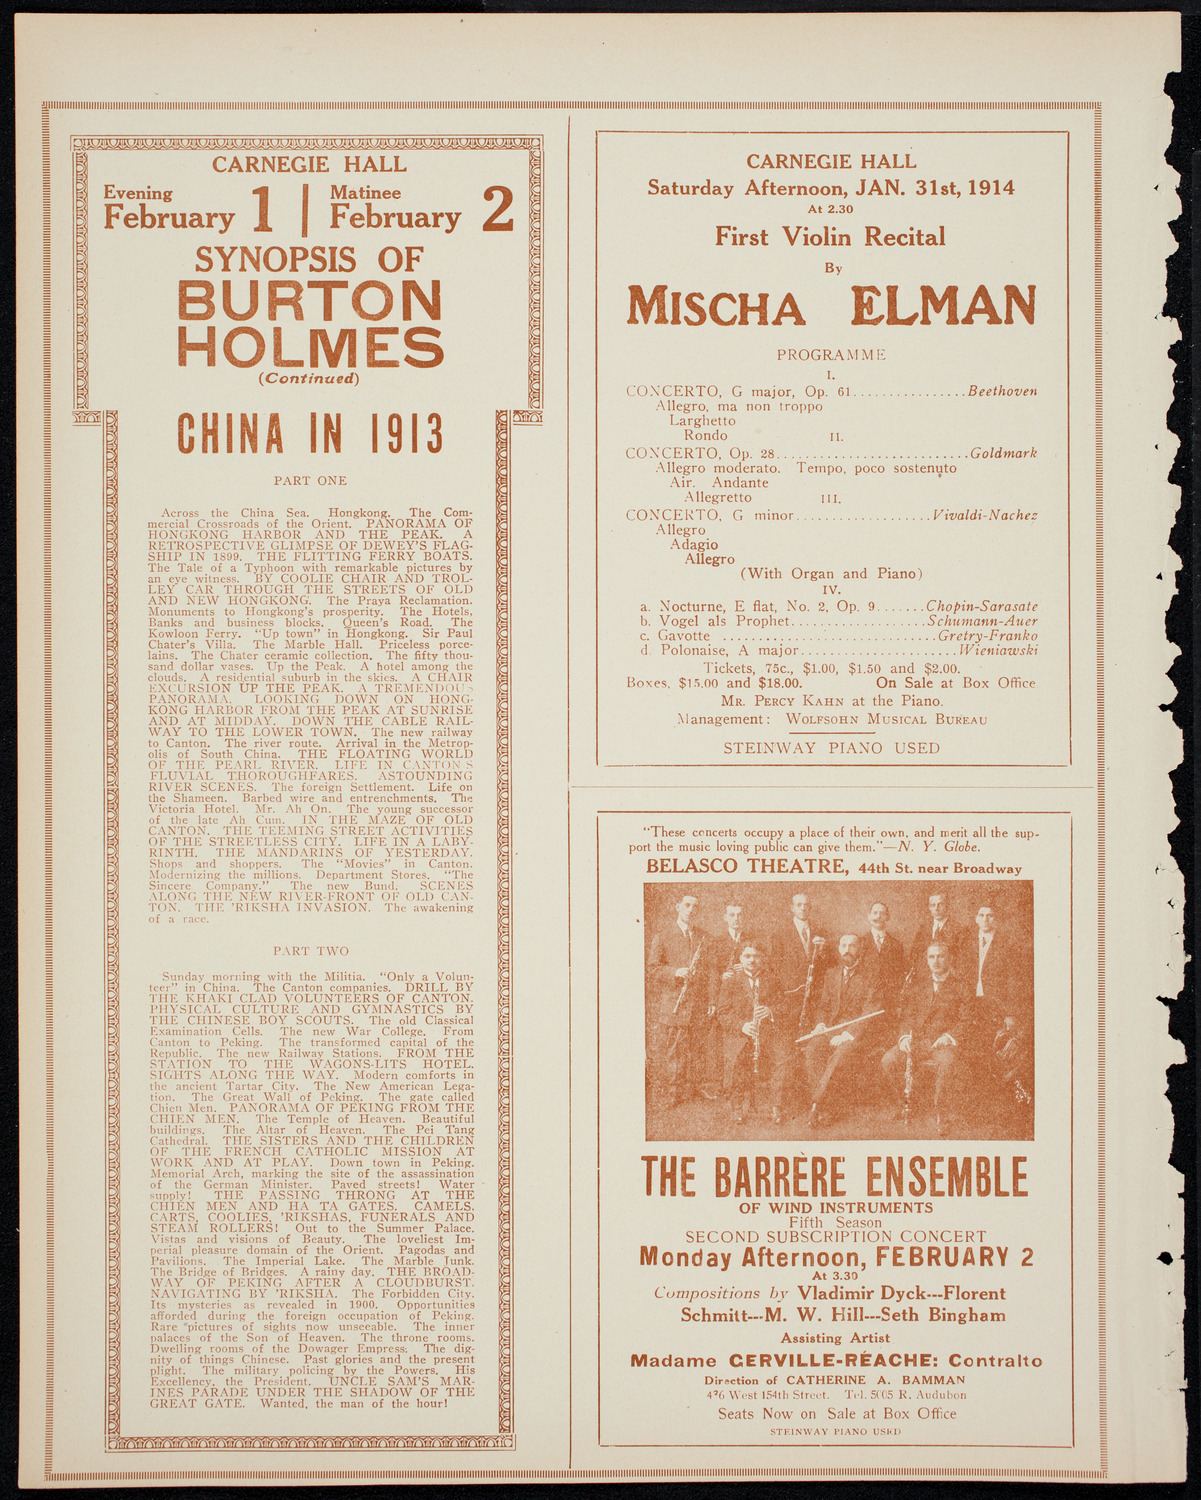 CARNEGIE HALL
Evening
February 1 | Matinee
February 2
SYNOPSIS OF
BURTON
HOLMES
(Continued)
CHINA IN 1913
PART ONE
Across the China Sea. Hongkong. The Com-
mercial Crossroads of the Orient. PANORAMA OF
HONGKONG HARBOR AND THE PEAK. A
RETROSPECTIVE GLIMPSE OF DEWEY'S FLAG-
SHIP IN 1899. THE FLITTING FERRY BOATS.
The Tale of a Typhoon with remarkable pictures by
an eye witness. BY COOLIE CHAIR AND TROL-
LEY CAR THROUGH THE STREETS OF OLD
AND NEW HONGKONG. The Praya Reclamation.
Monuments to Hongkong's prosperity. The Hotels,
Banks and business blocks. Queen's Road. The
Kowloon Ferry. "Up town" in Hongkong. Sir Paul
Chater's Villa. The Marble Hall. Priceless porce-
lains. The Chater ceramic collection. The fifty thou-
sand dollar vases. Up the Peak. A hotel among the
clouds. A residential suburb in the skies. A CHAIR
EXCURSION UP THE PEAK. A TREMENDOUS
PANORAMA. LOOKING DOWN ON HONG-
KONG HARBOR FROM THE PEAK AT SUNRISE
AND AT MIDDAY. DOWN THE CABLE RAIL-
WAY TO THE LOWER TOWN. The new railway
to Canton. The river route. Arrival in the Metrop-
olis of South China. THE FLOATING WORLD
OF THE PEARL RIVER. LIFE IN CANTON'S
FLUVIAL THOROUGHFARES. ASTOUNDING
RIVER SCENES. The foreign Settlement. Life on
the Shameen. Barbed wire and entrenchments. The
Victoria Hotel. Mr. Ah On. The young successor
of the late Ah Cum. IN THE MAZE OF OLD
CANTON. THE TEEMING STREET ACTIVITIES
OF THE STREETLESS CITY. LIFE IN A LABY-
RINTH. THE MANDARINS OF YESTERDAY.
Shops and shoppers. The "Movies" in Canton.
Modernizing the millions. Department Stores. "The
Sincere Company." The new Bund. SCENES
ALONG THE NEW RIVER-FRONT OF OLD CAN-
TON. THE 'RIKSHA INVASION. The awakening
of a race.
PART TWO
Sunday morning with the Militia. "Only a Volun-
teer" in China. The Canton companies. DRILL BY
THE KHAKI CLAD VOLUNTEERS OF CANTON.
PHYSICAL CULTURE AND GYMNASTICS BY
THE CHINESE BOY SCOUTS. The old Classical
Examination Cells. The new War College. From
Canton to Peking. The transformed capital of the
Republic. The new Railway Stations. FROM THE
STATION TO THE WAGONS-LITS HOTEL.
SIGHTS ALONG THE WAY. Modern comforts in
the ancient Tartar City. The New American Lega-
tion. The Great Wall of Peking. The gate called
Chien Men. PANORAMA OF PEKING FROM THE
CHIEN MEN. The Temple of Heaven. Beautiful
buildings. The Altar of Heaven. The Pei Tang
Cathedral. THE SISTERS AND THE CHILDREN
OF THE FRENCH CATHOLIC MISSION AT
WORK AND AT PLAY. Down town in Peking.
Memorial Arch, marking the site of the assassination
of the German Minister. Paved streets! Water
supply! THE PASSING THRONG AT THE
CHIEN MEN AND HA TA GATES. CAMELS,
CARTS, COOLIES, 'RIKSHAS, FUNERALS AND
STEAM ROLLERS! Out to the Summer Palace.
Vistas and visions of Beauty. The loveliest Im-
perial pleasure domain of the Orient. Pagodas and
Pavilions. The Imperial Lake. The Marble Junk.
The Bridge of Bridges. A rainy day. THE BROAD-
WAY OF PEKING AFTER A CLOUDBURST.
NAVIGATING BY 'RIKSHA. The Forbidden City.
Its mysteries as revealed in 1900. Opportunities
afforded during the foreign occupation of Peking.
Rare pictures of sights now unseeable. The inner
palaces of the Son of Heaven. The throne rooms.
Dwelling rooms of the Dowager Empress. The dig-
nity of things Chinese. Past glories and the present
plight. The military policing by the Powers. His
Excellency, the President. UNCLE SAM'S MAR-
INES PARADE UNDER THE SHADOW OF THE
GREAT GATE. Wanted, the man of the hour!
CARNEGIE HALL
Saturday Afternoon, JAN. 31st, 1914
At 2.30
First Violin Recital
By
MISCHA ELMAN
PROGRAMME
I.
CONCERTO, G major, Op. 61................Beethoven
Allegro, ma non troppo
Larghetto
Rondo
II.
CONCERTO, Op. 28...........................Goldmark
Allegro moderato. Tempo, poco sostenuto
Air. Andante
Allegretto
III.
CONCERTO, G minor...................Vivaldi-Nachez
Allegro
Adagio
Allegro
(With Organ and Piano)
IV.
a. Nocturne, E flat, No. 2, Op. 9.......Chopin-Sarasate
b. Vogel als Prophet...................Schumann-Auer
c. Gavotte ..............................Gretry-Franko
d. Polonaise, A major......................Wieniawski
Tickets, 75c., $1.00, $1.50 and $2.00.
Boxes, $15.00 and $18.00. On Sale at Box Office
MR. PERCY KAHN at the Piano.
Management: WOLFSOHN MUSICAL BUREAU
STEINWAY PIANO USED
"These concerts occupy a place of their own, and merit all the sup-
port the music loving public can give them."—N. Y. Globe.
BELASCO THEATRE, 44th St. near Broadway
THE BARRÈRE ENSEMBLE
OF WIND INSTRUMENTS
Fifth Season
SECOND SUBSCRIPTION CONCERT
Monday Afternoon, FEBRUARY 2
At 3.30
Compositions by Vladimir Dyck---Florent
Schmitt---M. W. Hill---Seth Bingham
Assisting Artist
Madame GERVILLE-RÉACHE: Contralto
Direction of CATHERINE A. BAMMAN
436 West 154th Street. Tel. 5005 R. Audubon
Seats Now on Sale at Box Office
STEINWAY PIANO USED